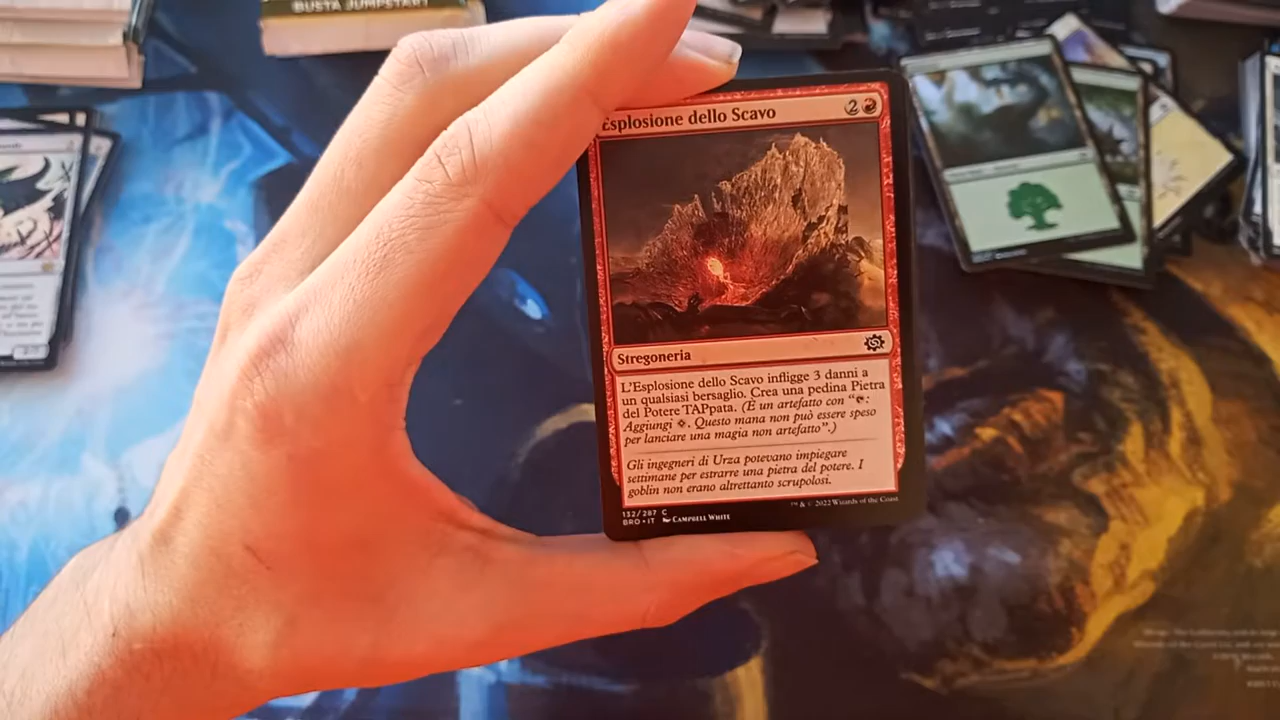 BUSTA JUMPSTART
Esplosione dello Scavo
2
Stregoneria
L'Esplosione dello Scavo infligge 3 danni a
un qualsiasi bersaglio. Crea una pedina Pietra
del Potere TAPpata. (È un artefatto con “:
Aggiungi . Questo mana non può essere speso
per lanciare una magia non artefatto”.)
Gli ingegneri di Urza potevano impiegare
settimane per estrarre una pietra del potere. I
goblin non erano altrettanto scrupolosi.
132/287 C
BRO • IT CAMPBELL WHITE
™ & © 2022 Wizards of the Coast